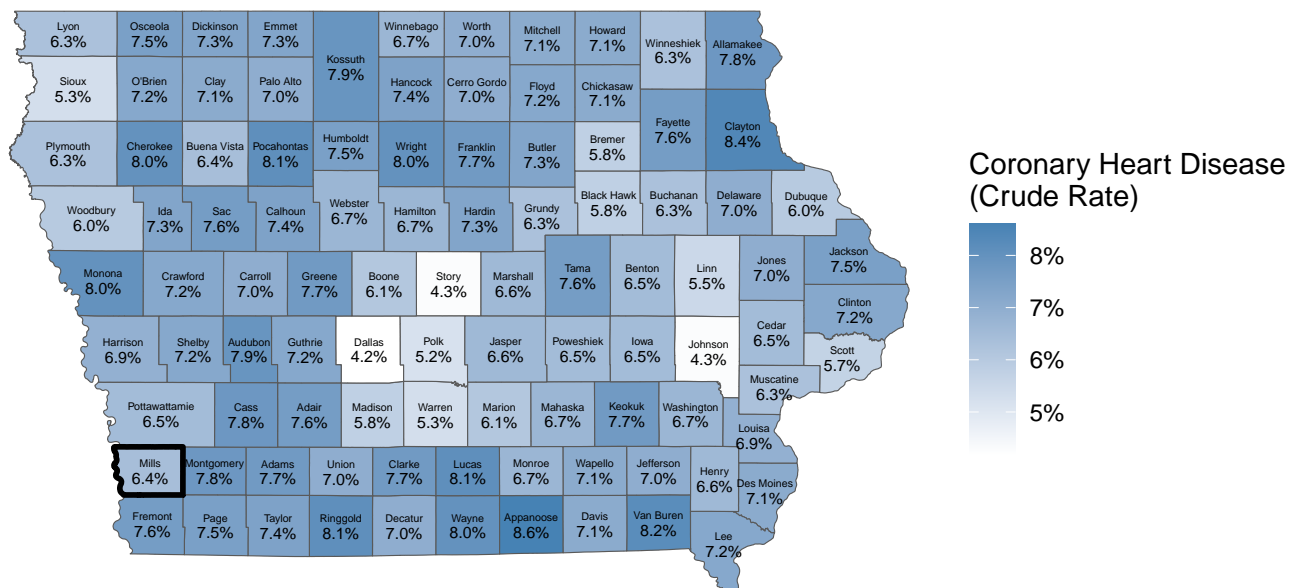 Lyon
6.3%
Osceola
7.5%
Dickinson
7.3%
Emmet
7.3%
Kossuth
7.9%
Winnebago
6.7%
Worth
7.0%
Mitchell
7.1%
Howard
7.1%
Winneshiek
6.3%
Allamakee
7.8%
Sioux
5.3%
O'Brien
7.2%
Clay
7.1%
Palo Alto
7.0%
Hancock
7.4%
Cerro Gordo
7.0%
Floyd
7.2%
Chickasaw
7.1%
Fayette
7.6%
Clayton
8.4%
Plymouth
6.3%
Cherokee
8.0%
Buena Vista
6.4%
Pocahontas
8.1%
Humboldt
7.5%
Wright
8.0%
Franklin
7.7%
Butler
7.3%
Bremer
5.8%
Woodbury
6.0%
Ida
7.3%
Sac
7.6%
Calhoun
7.4%
Webster
6.7%
Hamilton
6.7%
Hardin
7.3%
Grundy
6.3%
Black Hawk
5.8%
Buchanan
6.3%
Delaware
7.0%
Dubuque
6.0%
Monona
8.0%
Crawford
7.2%
Carroll
7.0%
Greene
7.7%
Boone
6.1%
Story
4.3%
Marshall
6.6%
Tama
7.6%
Benton
6.5%
Linn
5.5%
Jones
7.0%
Jackson
7.5%
Clinton
7.2%
Harrison
6.9%
Shelby
7.2%
Audubon
7.9%
Guthrie
7.2%
Dallas
4.2%
Polk
5.2%
Jasper
6.6%
Poweshiek
6.5%
Iowa
6.5%
Johnson
4.3%
Cedar
6.5%
Scott
5.7%
Muscatine
6.3%
Pottawattamie
6.5%
Cass
7.8%
Adair
7.6%
Madison
5.8%
Warren
5.3%
Marion
6.1%
Mahaska
6.7%
Keokuk
7.7%
Washington
6.7%
Louisa
6.9%
Mills
6.4%
Montgomery
7.8%
Adams
7.7%
Union
7.0%
Clarke
7.7%
Lucas
8.1%
Monroe
6.7%
Wapello
7.1%
Jefferson
7.0%
Henry
6.6%
Des Moines
7.1%
Fremont
7.6%
Page
7.5%
Taylor
7.4%
Ringgold
8.1%
Decatur
7.0%
Wayne
8.0%
Appanoose
8.6%
Davis
7.1%
Van Buren
8.2%
Lee
7.2%
Coronary Heart Disease
(Crude Rate)
8%
7%
6%
5%